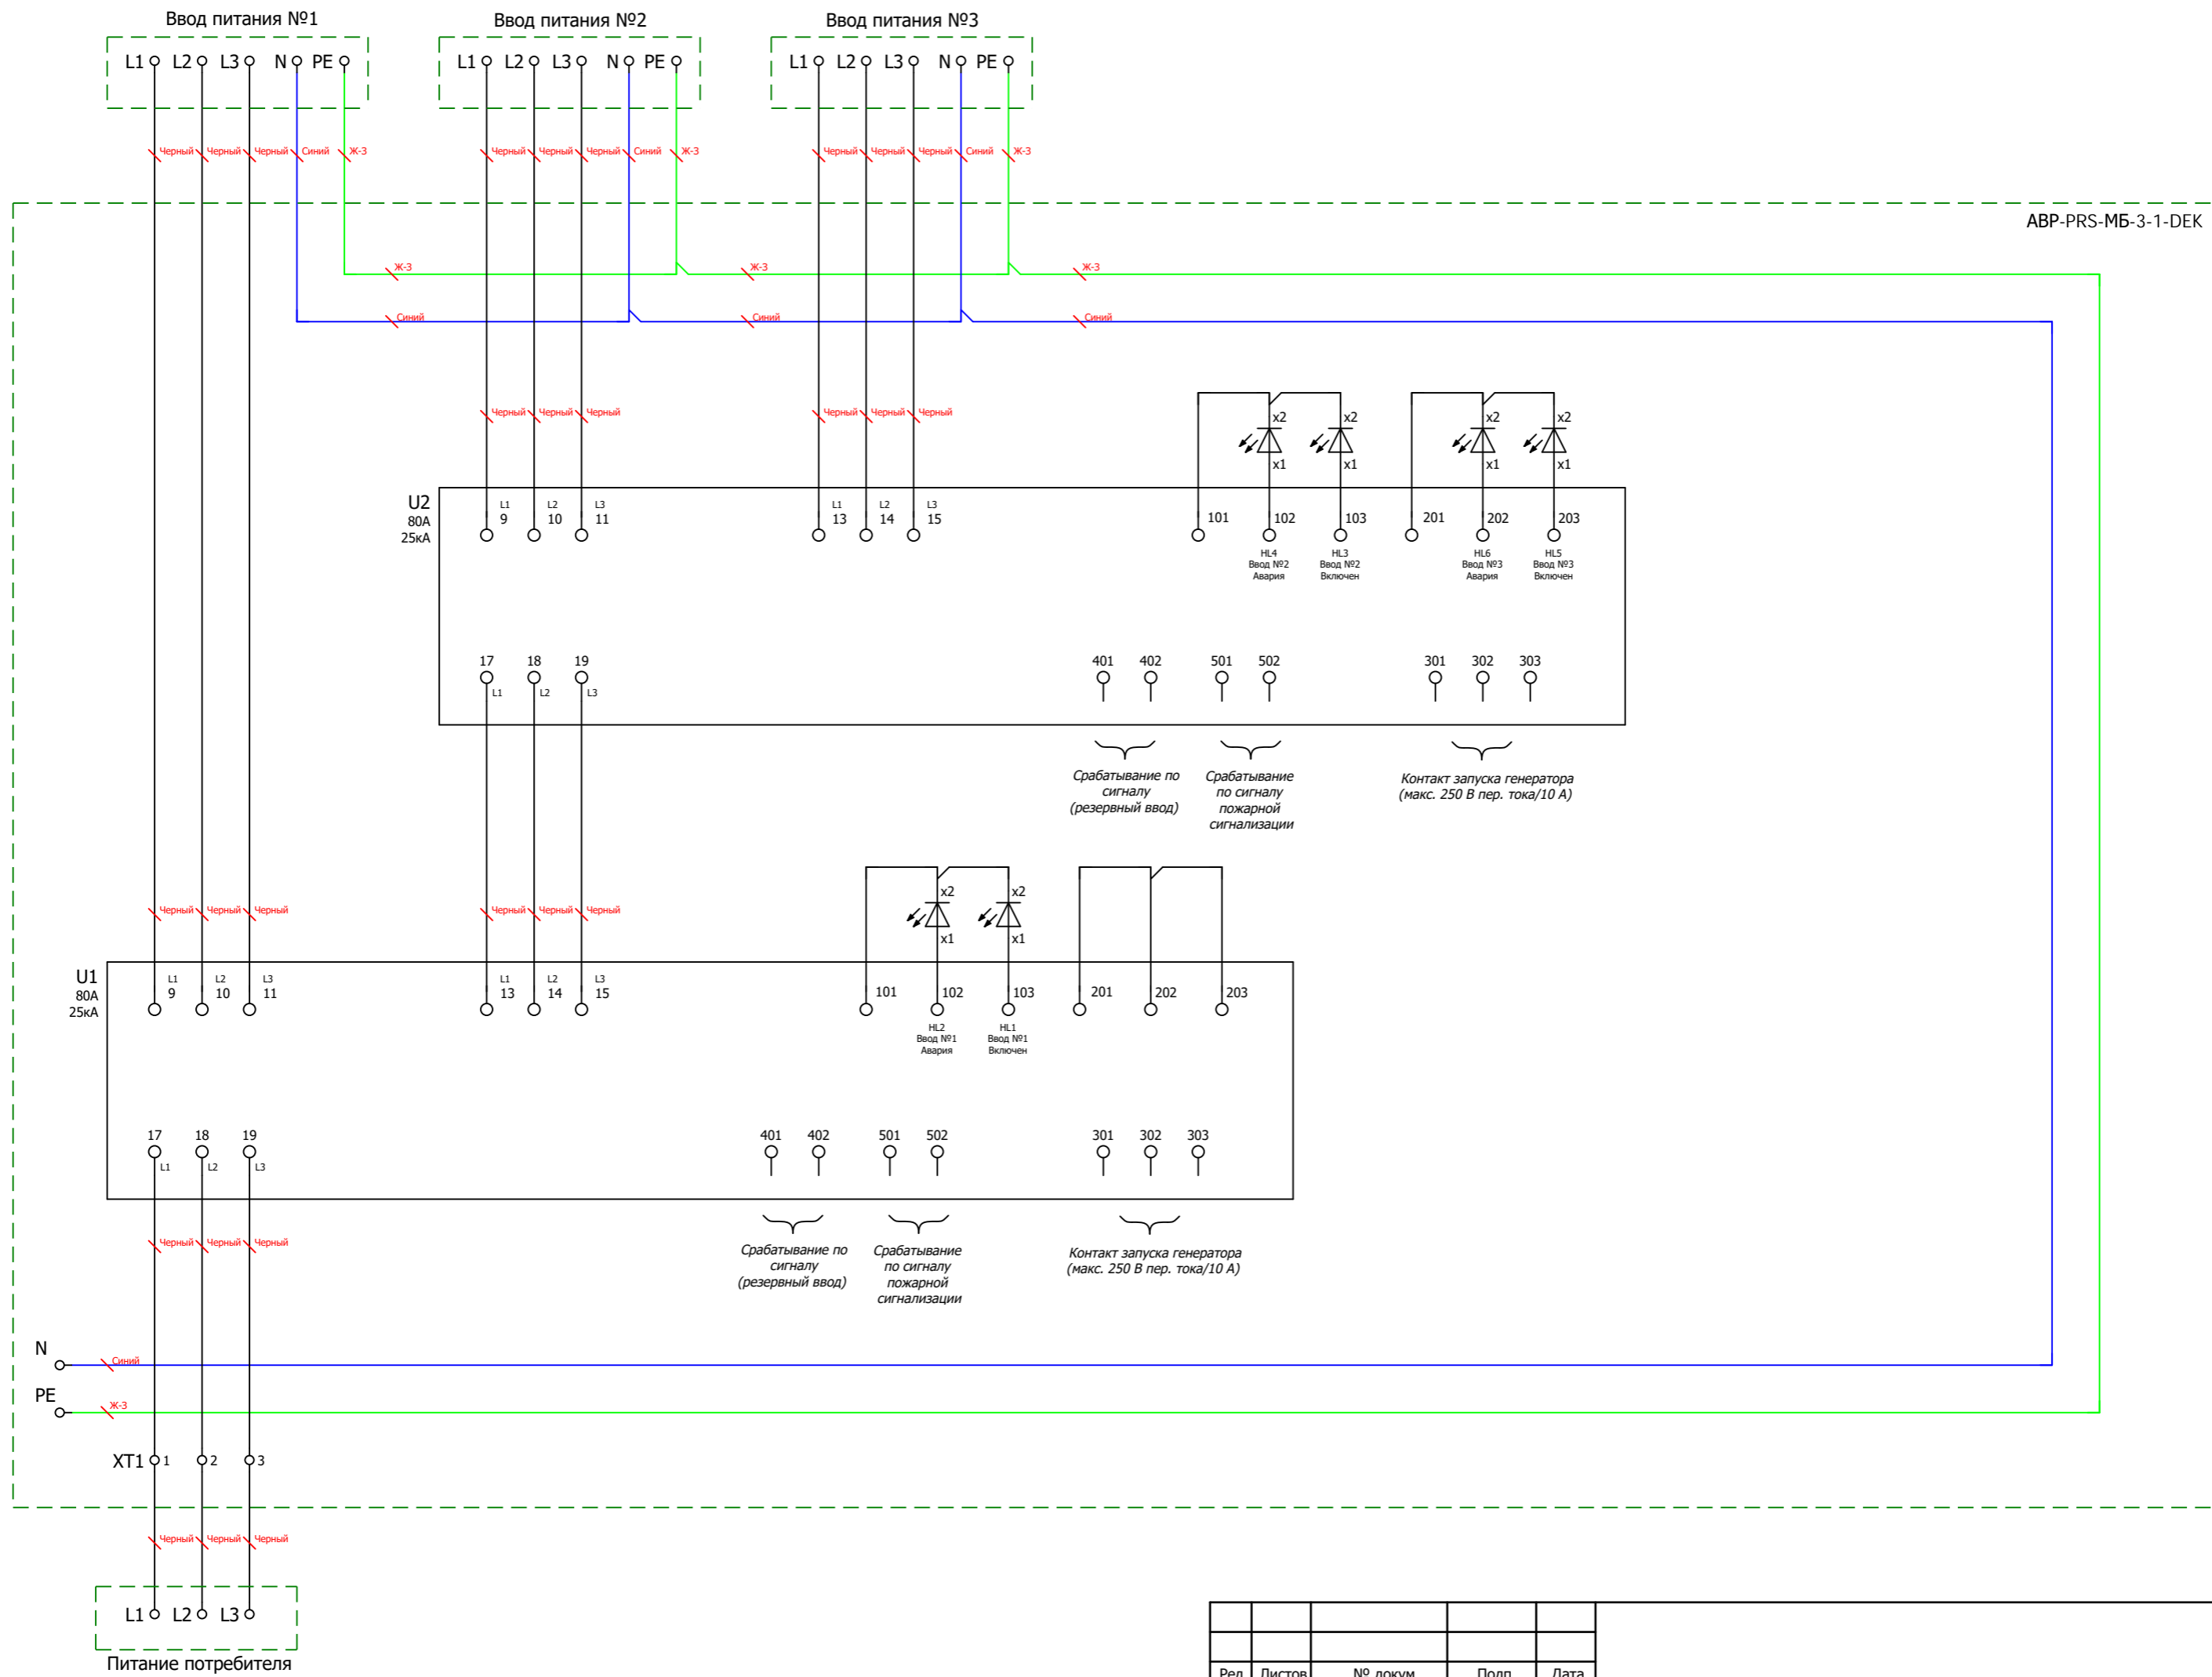 Ввод питания №1
Ввод питания №2
Ввод питания №3
L1 L2 L3 N PE
L1 L2 L3 N PE
L1 L2 L3 N PE
Черный Черный Черный Синий Ж-З
Черный Черный Черный Синий Ж-З
Черный Черный Черный Синий Ж-З
АВР-PRS-МБ-3-1-DEK
Ж-З Ж-З Ж-З
Синий Синий Синий
Черный Черный Черный
Черный Черный Черный
x2 x2 x2 x2
x1 x1 x1 x1
U2
80А
25кА
L1 L2 L3
9 10 11
L1 L2 L3
13 14 15
101 102 103 201 202 203
HL4
Ввод №2
Авария
HL3
Ввод №2
Включен
HL6
Ввод №3
Авария
HL5
Ввод №3
Включен
17 18 19
L1 L2 L3
401 402 501 502 301 302 303
Срабатывание по
сигналу
(резервный ввод)
Срабатывание
по сигналу
пожарной
сигнализации
Контакт запуска генератора
(макс. 250 В пер. тока/10 А)
Черный Черный Черный
Черный Черный Черный
x2 x2
x1 x1
U1
80А
25кА
L1 L2 L3
9 10 11
L1 L2 L3
13 14 15
101 102 103 201 202 203
HL2
Ввод №1
Авария
HL1
Ввод №1
Включен
17 18 19
L1 L2 L3
401 402 501 502 301 302 303
Черный Черный Черный
Срабатывание по
сигналу
(резервный ввод)
Срабатывание
по сигналу
пожарной
сигнализации
Контакт запуска генератора
(макс. 250 В пер. тока/10 А)
N
Синий
PE
Ж-З
XT1 1 2 3
Черный Черный Черный
L1 L2 L3
Питание потребителя
Ред. Листов № докум. Подп. Дата